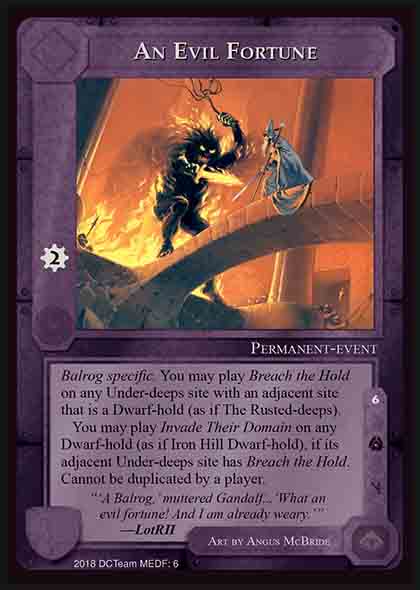 An Evil Fortune
2
Permanent-event
Balrog specific. You may play Breach the Hold
on any Under-deeps site with an adjacent site
that is a Dwarf-hold (as if The Rusted-deeps).
You may play Invade Their Domain on any
Dwarf-hold (as if Iron Hill Dwarf-hold), if its
adjacent Under-deeps site has Breach the Hold.
Cannot be duplicated by a player.
6
“‘A Balrog,’ muttered Gandalf...‘What an
evil fortune! And I am already weary.’”
—LotRII
Art by Angus McBride
2018 DCTeam MEDF: 6